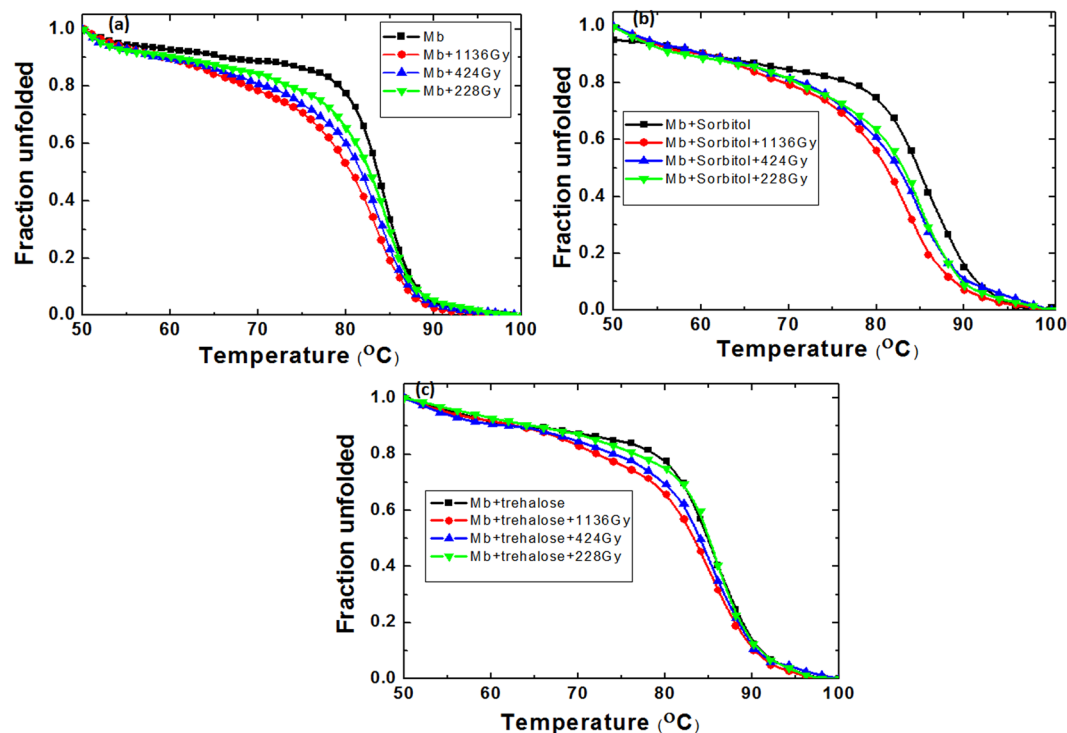 (a)
Mb
Mb+1136Gy
Mb+424Gy
Mb+228Gy
Fraction unfolded
1.0
0.8
0.6
0.4
0.2
0.0
50 60 70 80 90 100
Temperature (OC)
(b)
Mb+Sorbitol
Mb+Sorbitol+1136Gy
Mb+Sorbitol+424Gy
Mb+Sorbitol+228Gy
Fraction unfolded
1.0
0.8
0.6
0.4
0.2
0.0
50 60 70 80 90 100
Temperature (OC)
(c)
Mb+trehalose
Mb+trehalose+1136Gy
Mb+trehalose+424Gy
Mb+trehalose+228Gy
Fraction unfolded
1.0
0.8
0.6
0.4
0.2
0.0
50 60 70 80 90 100
Temperature (OC)